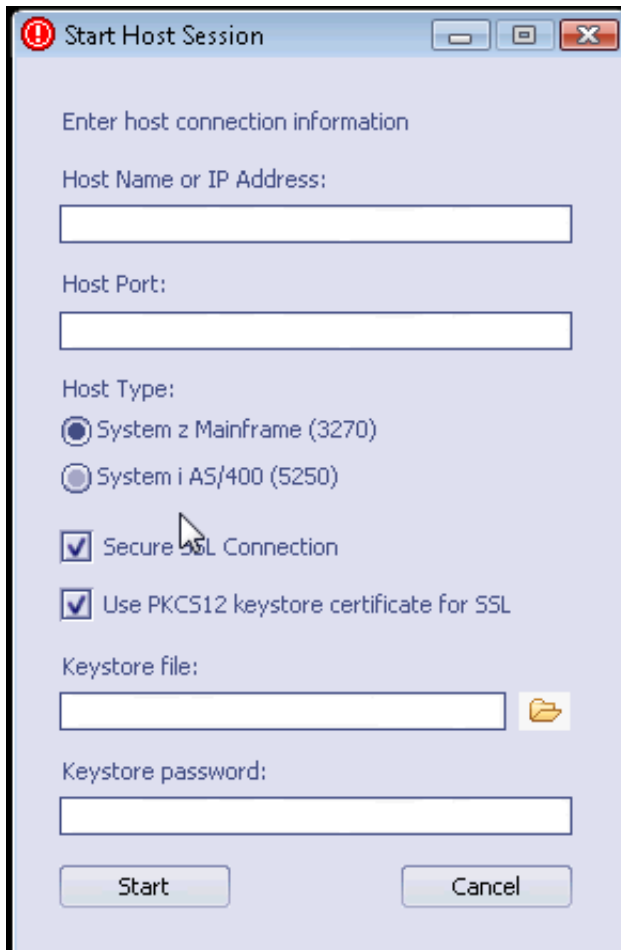 Start Host Session
Enter host connection information
Host Name or IP Address:
Host Port:
Host Type:
System z Mainframe (3270)
System i AS/400 (5250)
Secure SSL Connection
Use PKCS12 keystore certificate for SSL
Keystore file:
Keystore password:
Start Cancel